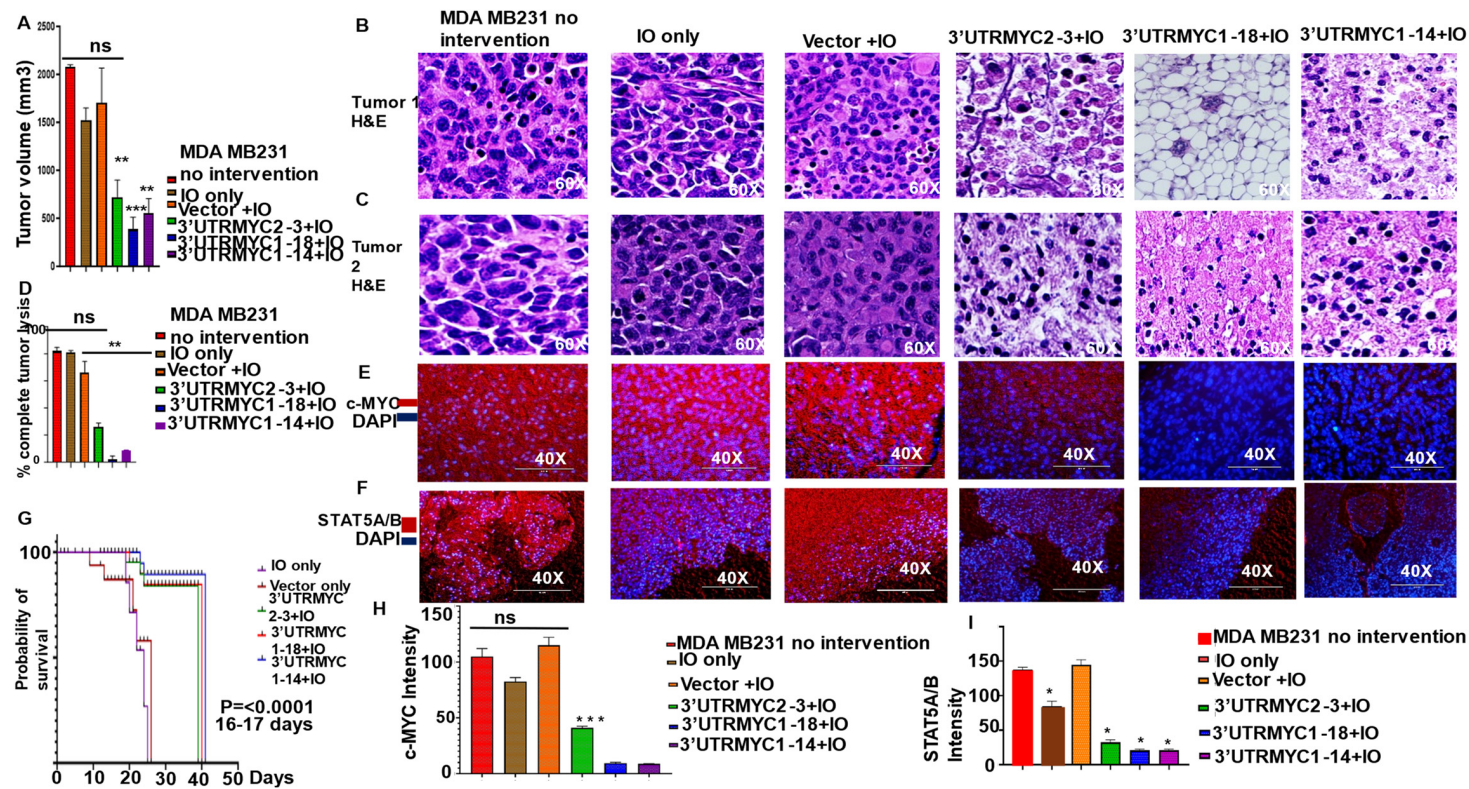 A
Tumor volume (mm3)
2500
2000
1500
1000
500
0
ns
**
***
**
MDA MB231
no intervention
IO only
Vector +IO
3'UTRMYC2 -3+IO
3'UTRMYC1 -18+IO
3'UTRMYC1 -14+IO
B
MDA MB231 no
intervention
IO only
Vector +IO
3'UTRMYC2 -3+IO
3'UTRMYC1 -18+IO
3'UTRMYC1 -14+IO
Tumor 1
H&E
60X
60X
60X
60X
60X
60X
C
Tumor
2
H&E
60X
60X
60X
60X
60X
60X
D
% complete tumor lysis
100
0
ns
**
MDA MB231
no intervention
IO only
Vector +IO
3'UTRMYC2 -3+IO
3'UTRMYC1 -18+IO
3'UTRMYC1 -14+IO
E
c-MYC
DAPI
40X
40X
40X
40X
40X
40X
F
STAT5A/B
DAPI
40X
40X
40X
40X
40X
40X
G
Probability of
survival
100
0 10 20 30 40 50 Days
IO only
Vector only
3'UTRMYC
2-3+IO
3'UTRMYC
1-18+IO
3'UTRMYC
1-14+IO
P=<0.0001
16-17 days
H
c-MYC Intensity
150
100
50
0
ns
***
MDA MB231 no intervention
IO only
Vector +IO
3'UTRMYC2 -3+IO
3'UTRMYC1 -18+IO
3'UTRMYC1 -14+IO
I
STAT5A/B
Intensity
200
150
100
50
0
*
*
*
*
MDA MB231 no intervention
IO only
Vector +IO
3'UTRMYC2 -3+IO
3'UTRMYC1 -18+IO
3'UTRMYC1 -14+IO